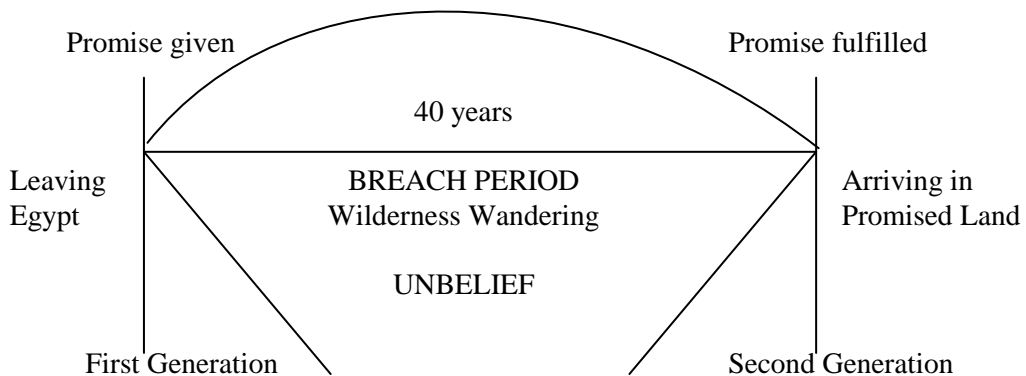 Promise given
Promise fulfilled
40 years
Leaving
Egypt
BREACH PERIOD
Wilderness Wandering
Arriving in
Promised Land
UNBELIEF
First Generation
Second Generation